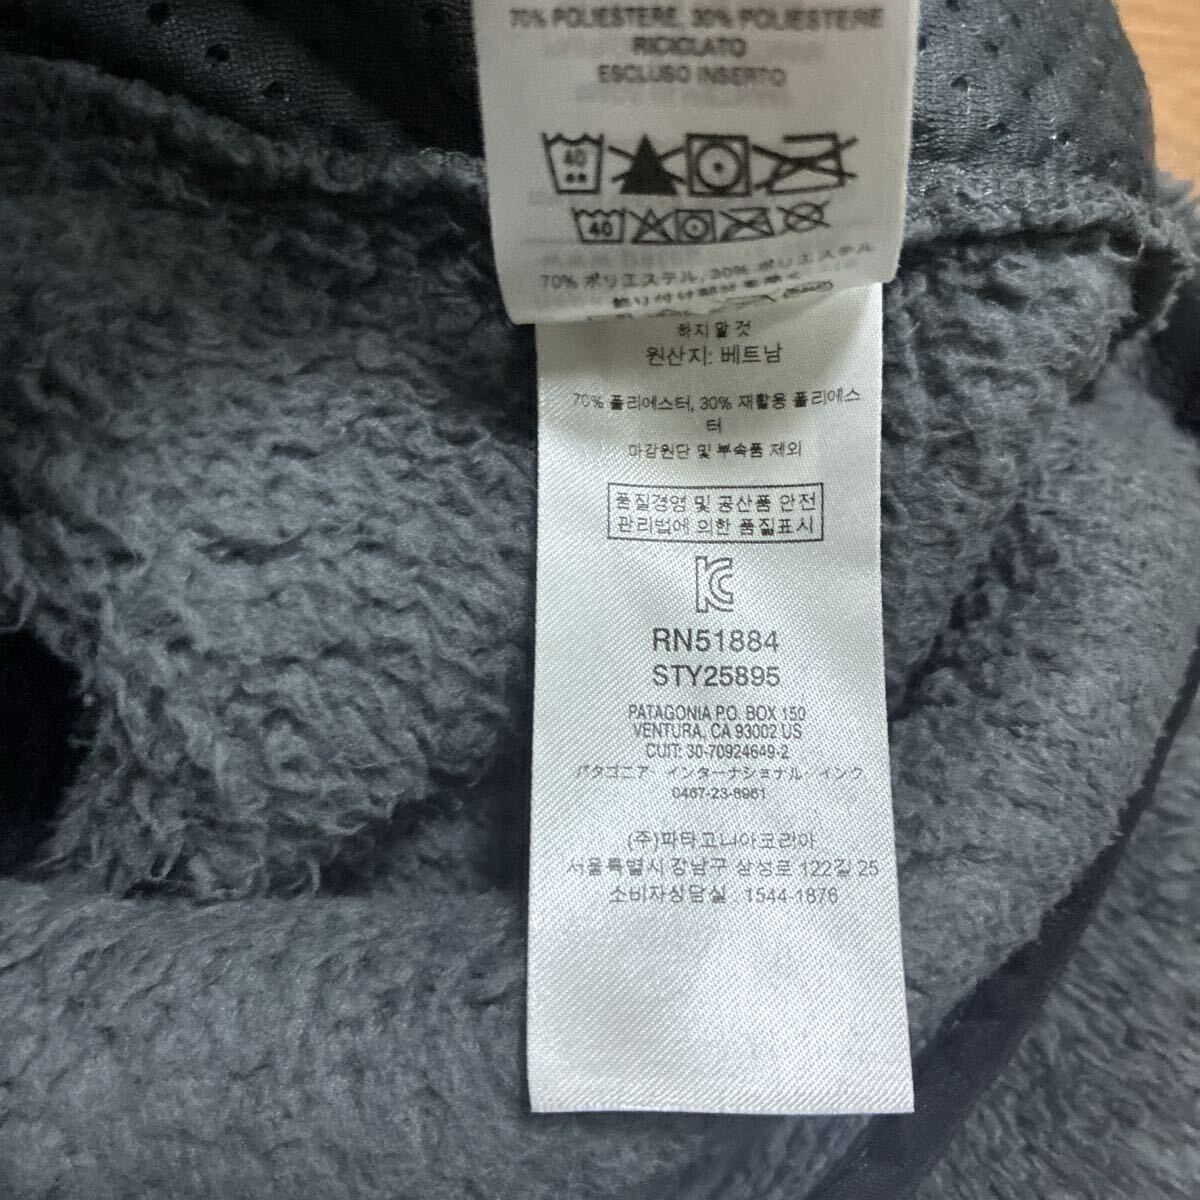 70% POLIESTERE, 30% POLIESTERE
RICICLATO
ESCLUSO INSERTO
40
40
70% ポリエステル, 30% ポリエステル
하지 말 것
원산지: 베트남
70% 폴리에스터, 30% 재활용 폴리에스
터
마감원단 및 부속품 제외
품질경영 및 공산품 안전
관리법에 의한 품질표시
RN51884
STY25895
PATAGONIA P.O. BOX 150
VENTURA, CA 93002 US
CUIT: 30-70924649-2
パタゴニア・インターナショナル・インク
0467-23-8961
(주)파타고니아코리아
서울특별시 강남구 삼성로 122길 25
소비자상담실 : 1544-1876